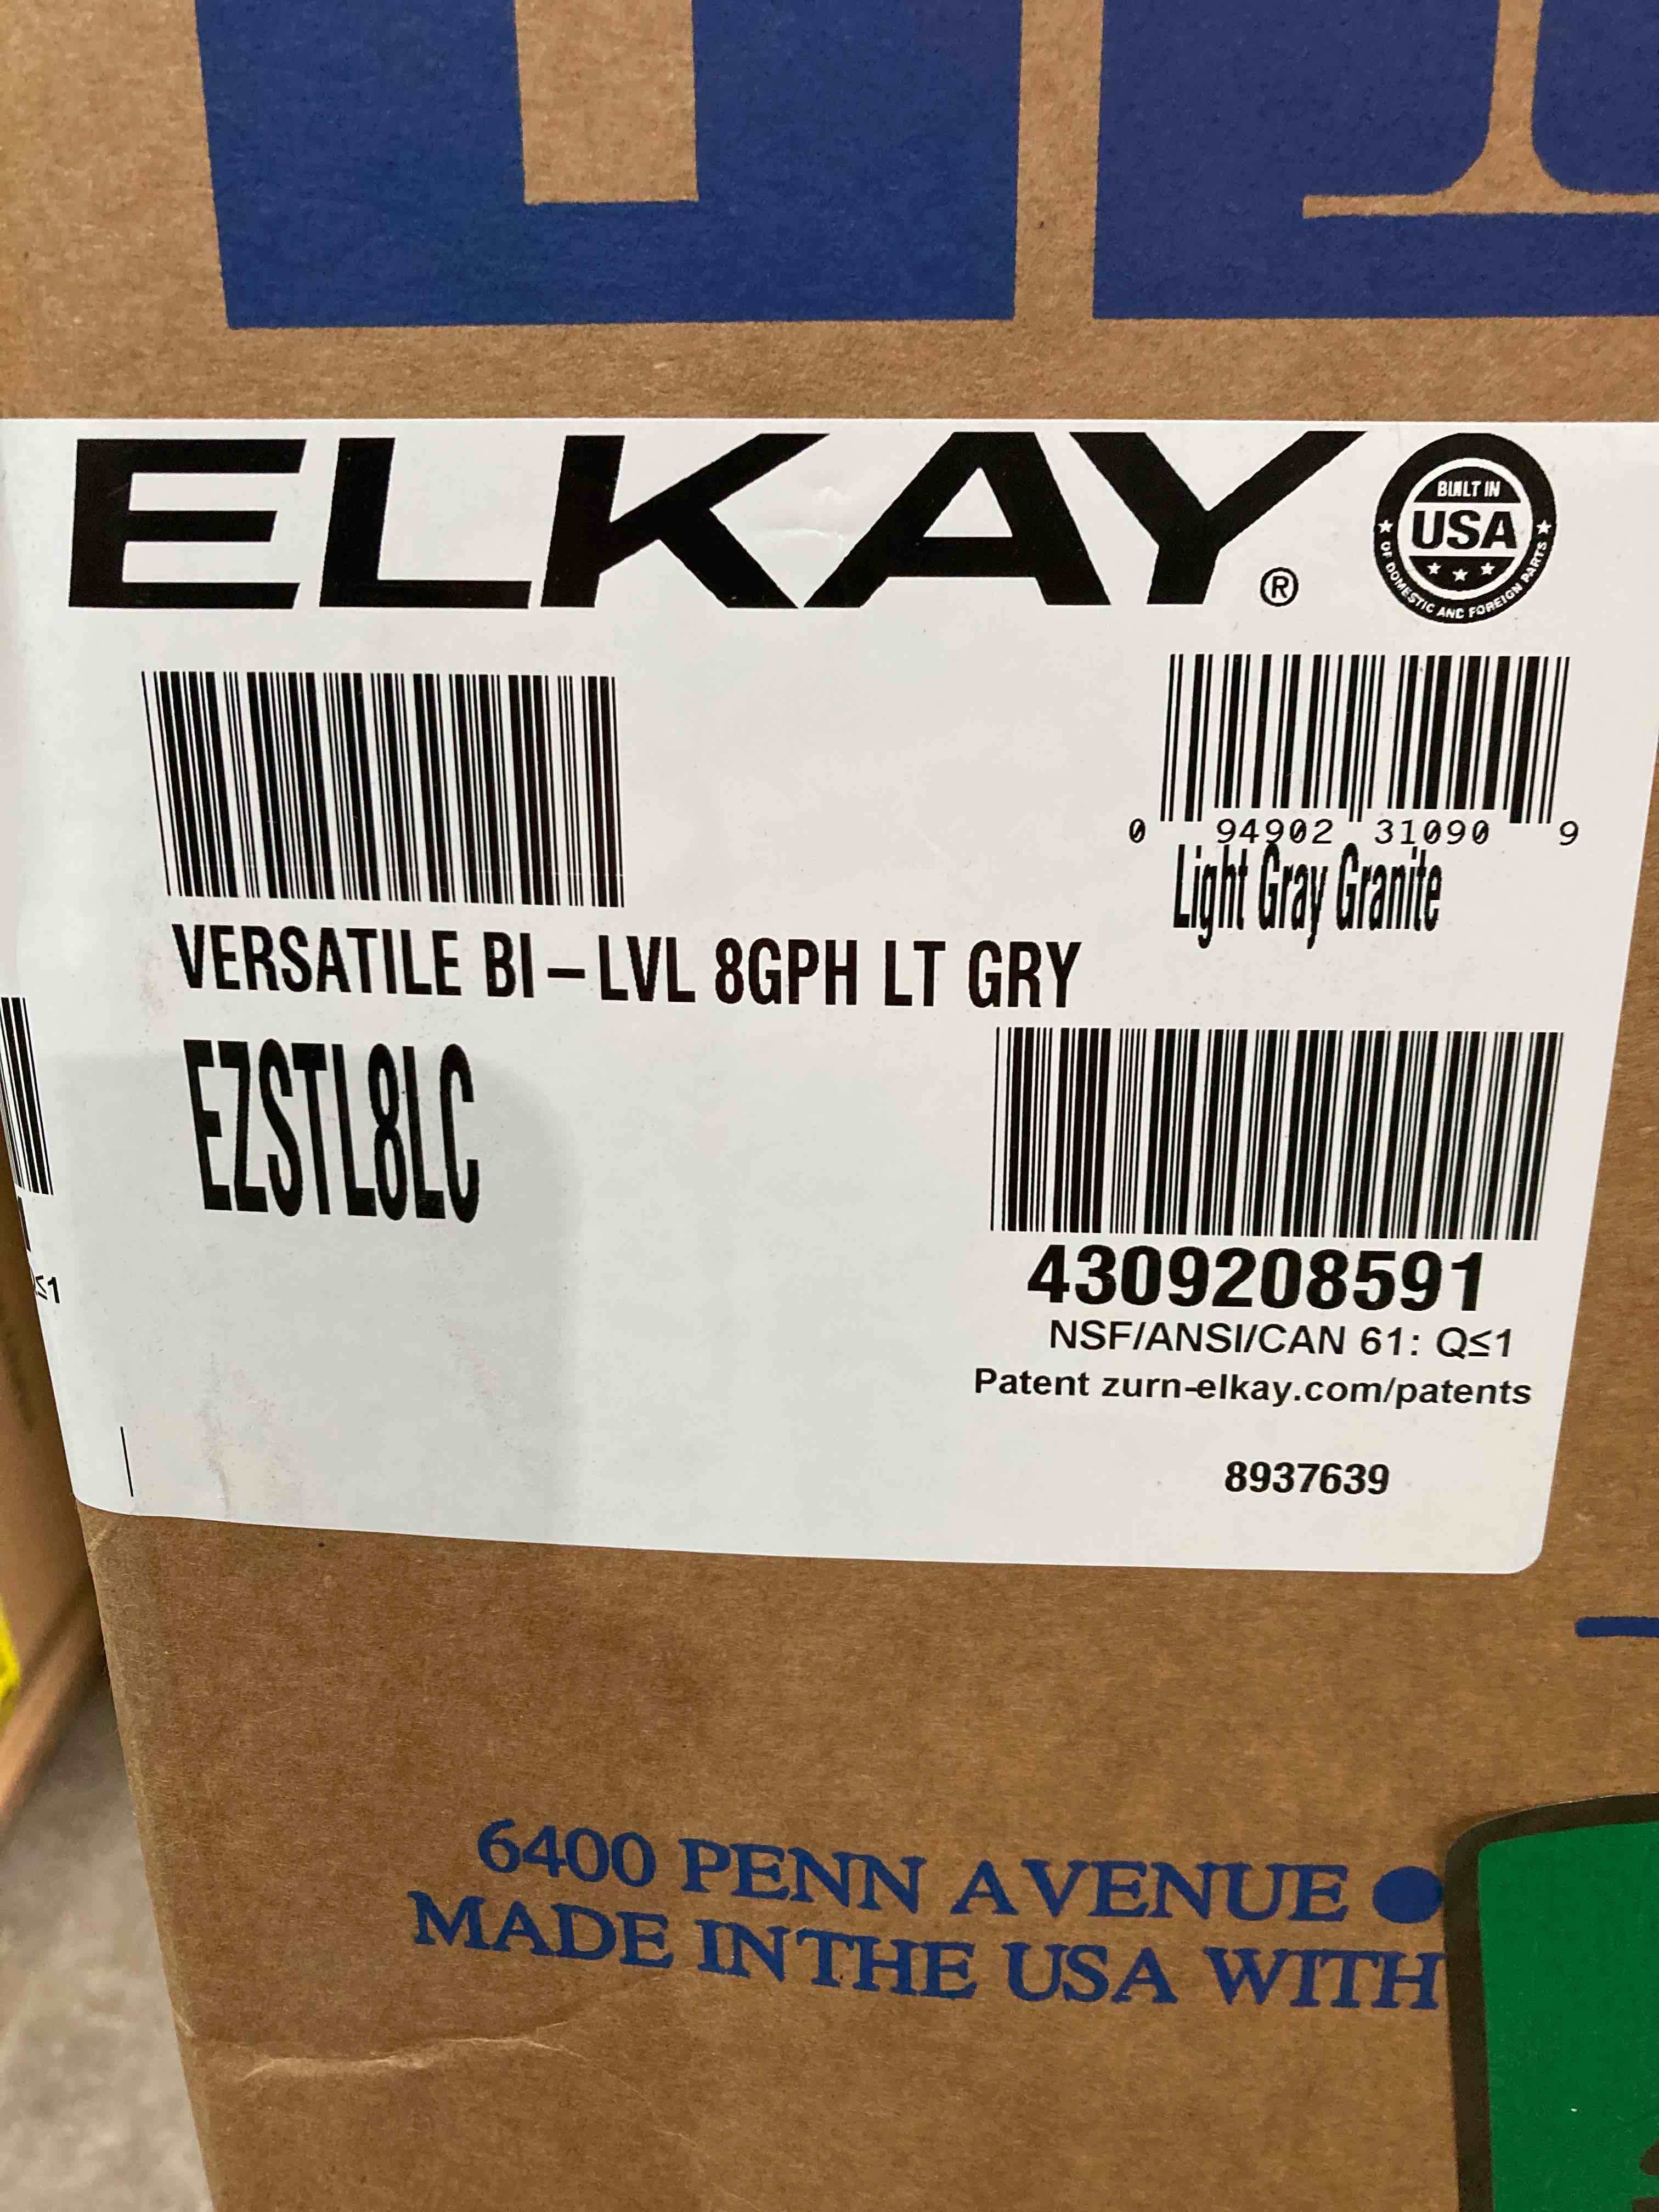 ELKAY®
BUILT IN
USA
OF DOMESTIC AND FOREIGN PARTS
0 94902 31090 9
Light Gray Granite
VERSATILE BI-LVL 8GPH LT GRY
EZSTL8LC
4309208591
NSF/ANSI/CAN 61: Q≤1
≤1
Patent zurn-elkay.com/patents
8937639
6400 PENN AVENUE ●
MADE IN THE USA WITH